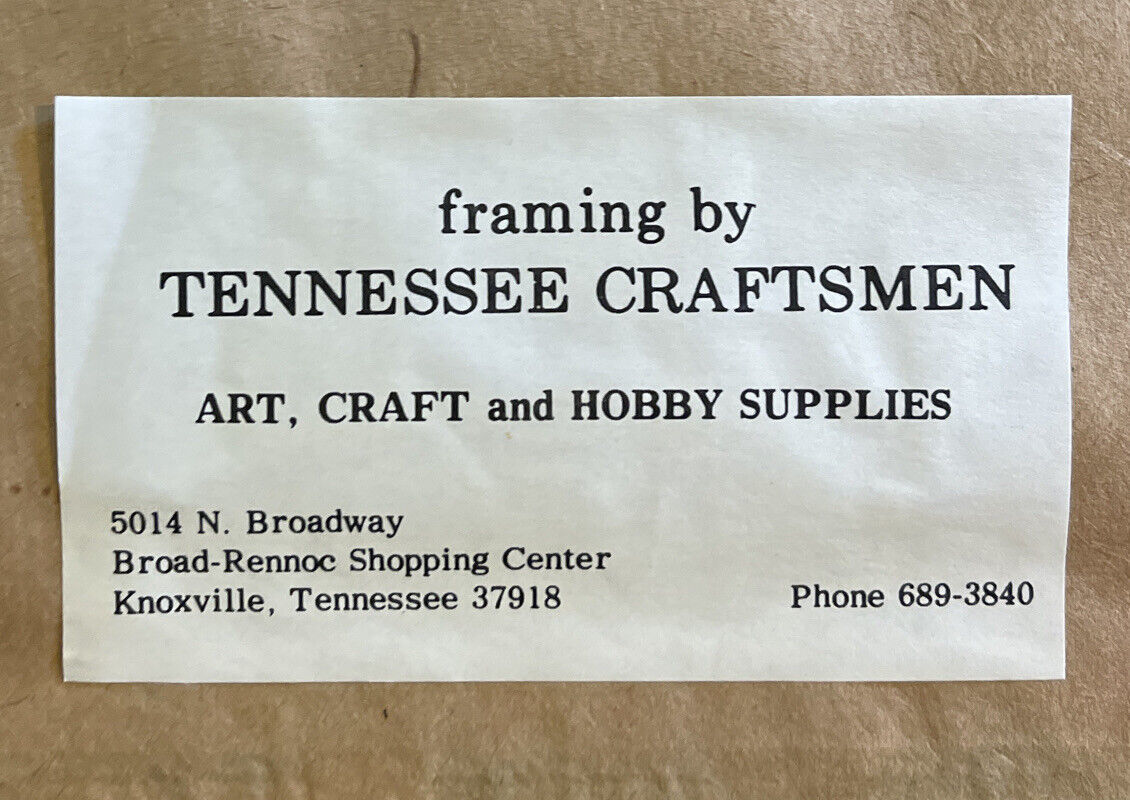 framing by
TENNESSEE CRAFTSMEN
ART, CRAFT and HOBBY SUPPLIES
5014 N. Broadway
Broad-Rennoc Shopping Center
Knoxville, Tennessee 37918
Phone 689-3840